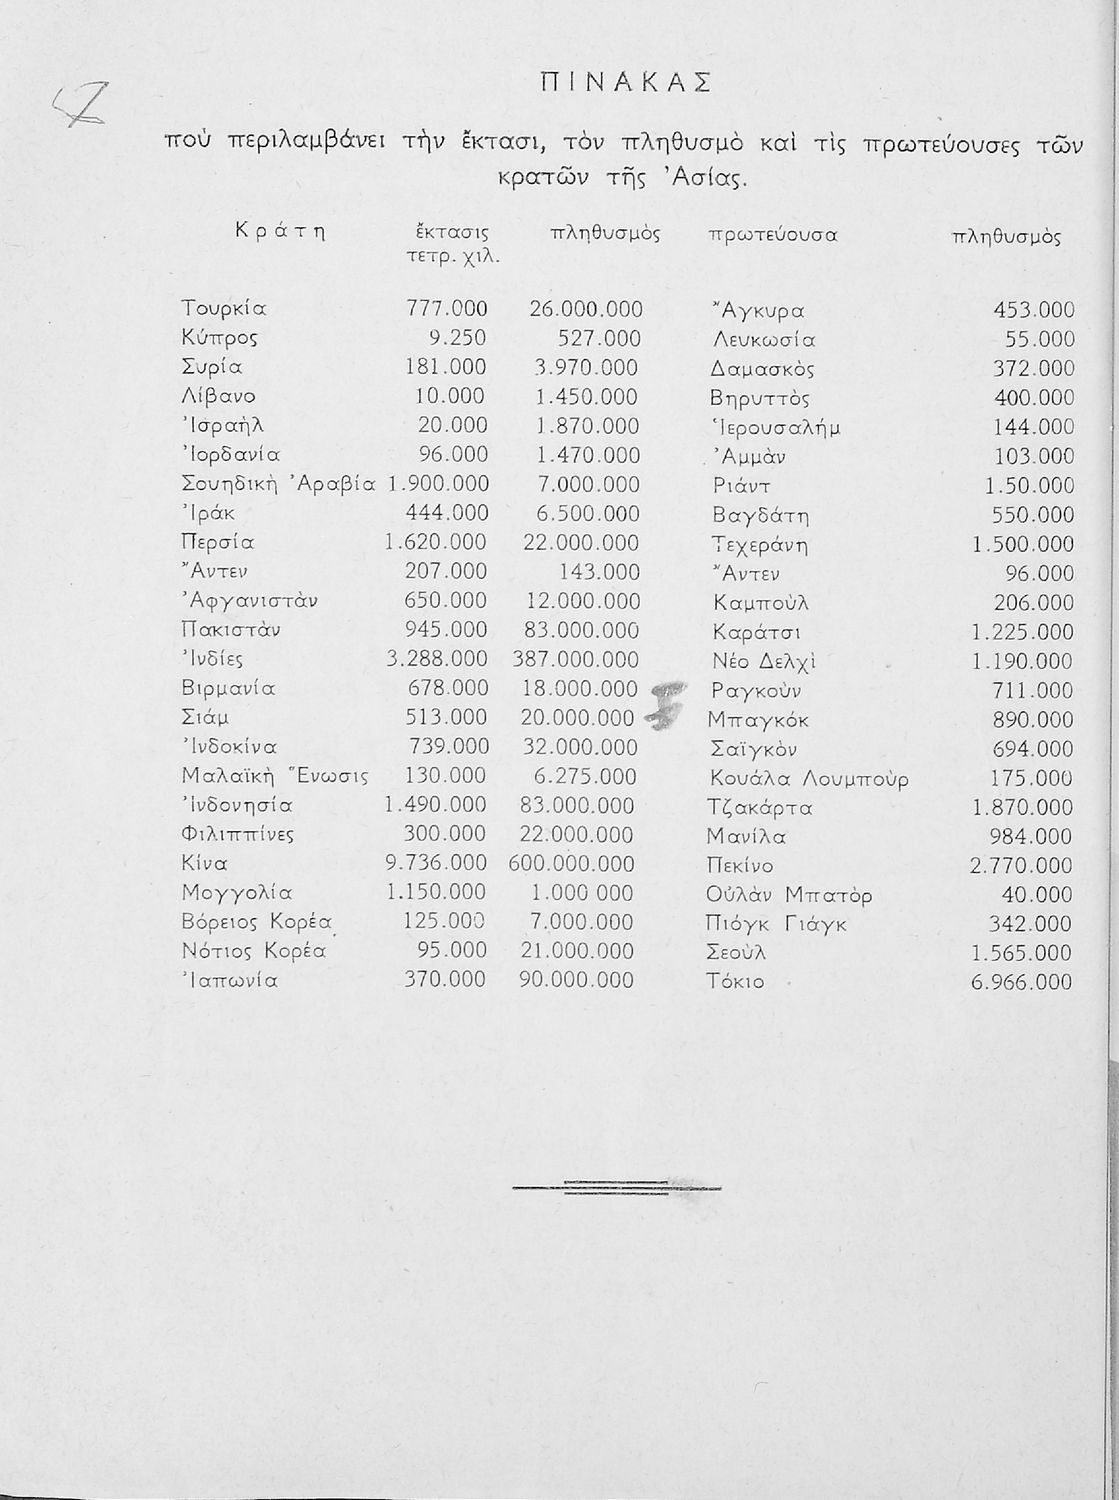 ΠΙΝΑΚΑΣ
ποὺ περιλαμβάνει τὴν ἔκτασι, τὸν πληθυσμὸ καὶ τὶς πρωτεύουσες τῶν
κρατῶν τῆς Ἀσίας.
Κράτη ἔκτασις πληθυσμὸς πρωτεύουσα πληθυσμὸς
τετρ. χιλ.
Τουρκία 777.000 26.000.000 Ἄγκυρα 453.000
Κύπρος 9.250 527.000 Λευκωσία 55.000
Συρία 181.000 3.970.000 Δαμασκὸς 372.000
Λίβανο 10.000 1.450.000 Βηρυττὸς 400.000
Ἰσραὴλ 20.000 1.870.000 Ἱερουσαλήμ 144.000
Ἰορδανία 96.000 1.470.000 Ἀμμὰν 103.000
Σουηδικὴ Ἀραβία 1.900.000 7.000.000 Ριάντ 1.50.000
Ἰράκ 444.000 6.500.000 Βαγδάτη 550.000
Περσία 1.620.000 22.000.000 Τεχεράνη 1.500.000
Ἄντεν 207.000 143.000 Ἄντεν 96.000
Ἀφγανιστὰν 650.000 12.000.000 Καμποὺλ 206.000
Πακιστὰν 945.000 83.000.000 Καράτσι 1.225.000
Ἰνδίες 3.288.000 387.000.000 Νέο Δελχὶ 1.190.000
Βιρμανία 678.000 18.000.000 Ραγκοὺν 711.000
Σιάμ 513.000 20.000.000 Μπαγκόκ 890.000
Ἰνδοκίνα 739.000 32.000.000 Σαϊγκὸν 694.000
Μαλαϊκὴ Ἕνωσις 130.000 6.275.000 Κουάλα Λουμποὺρ 175.000
Ἰνδονησία 1.490.000 83.000.000 Τζακάρτα 1.870.000
Φιλιππίνες 300.000 22.000.000 Μανίλα 984.000
Κίνα 9.736.000 600.000.000 Πεκίνο 2.770.000
Μογγολία 1.150.000 1.000 000 Οὐλὰν Μπατὸρ 40.000
Βόρειος Κορέα 125.000 7.000.000 Πιόγκ Γιάγκ 342.000
Νότιος Κορέα 95.000 21.000.000 Σεοὺλ 1.565.000
Ἰαπωνία 370.000 90.000.000 Τόκιο 6.966.000